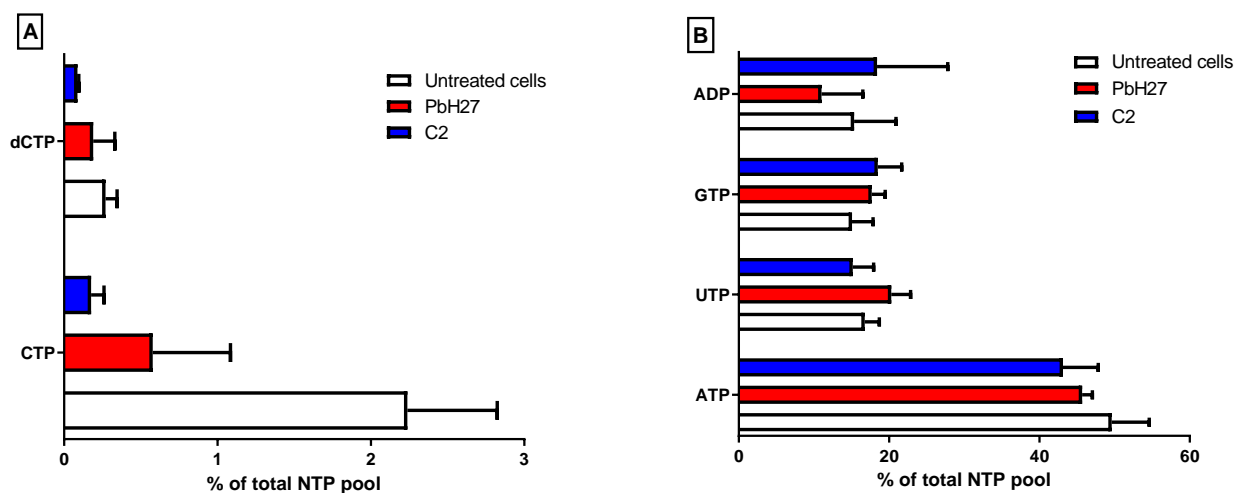 A
Untreated cells
PbH27
C2
dCTP
CTP
0 1 2 3
% of total NTP pool
B
Untreated cells
PbH27
C2
ADP
GTP
UTP
ATP
0 20 40 60
% of total NTP pool